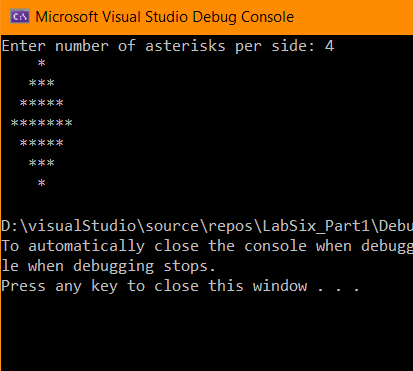 Microsoft Visual Studio Debug Console
Enter number of asterisks per side: 4
    *
   ***
  *****
 *******
  *****
   ***
    *
D:\visualStudio\source\repos\LabSix_Part1\Debu
To automatically close the console when debugg
le when debugging stops.
Press any key to close this window . . .